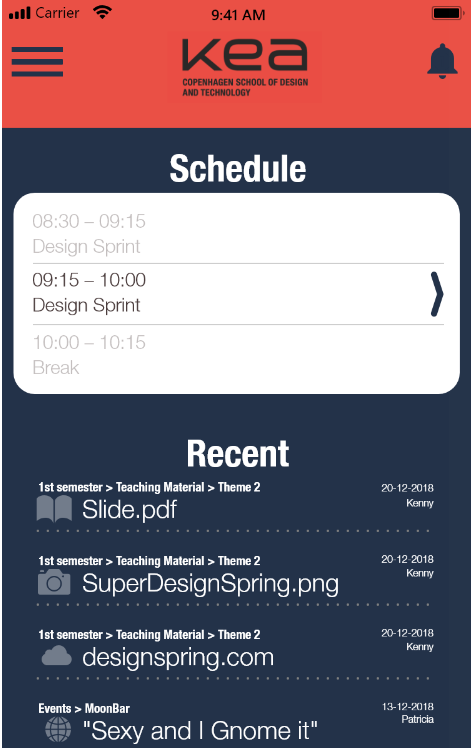 Carrier 9:41 AM
kea
COPENHAGEN SCHOOL OF DESIGN
AND TECHNOLOGY
Schedule
08:30 – 09:15
Design Sprint
09:15 – 10:00
Design Sprint
10:00 – 10:15
Break
Recent
1st semester > Teaching Material > Theme 2 20-12-2018
Kenny
Slide.pdf
1st semester > Teaching Material > Theme 2 20-12-2018
Kenny
SuperDesignSpring.png
1st semester > Teaching Material > Theme 2 20-12-2018
Kenny
designspring.com
Events > MoonBar 13-12-2018
Patricia
"Sexy and I Gnome it"